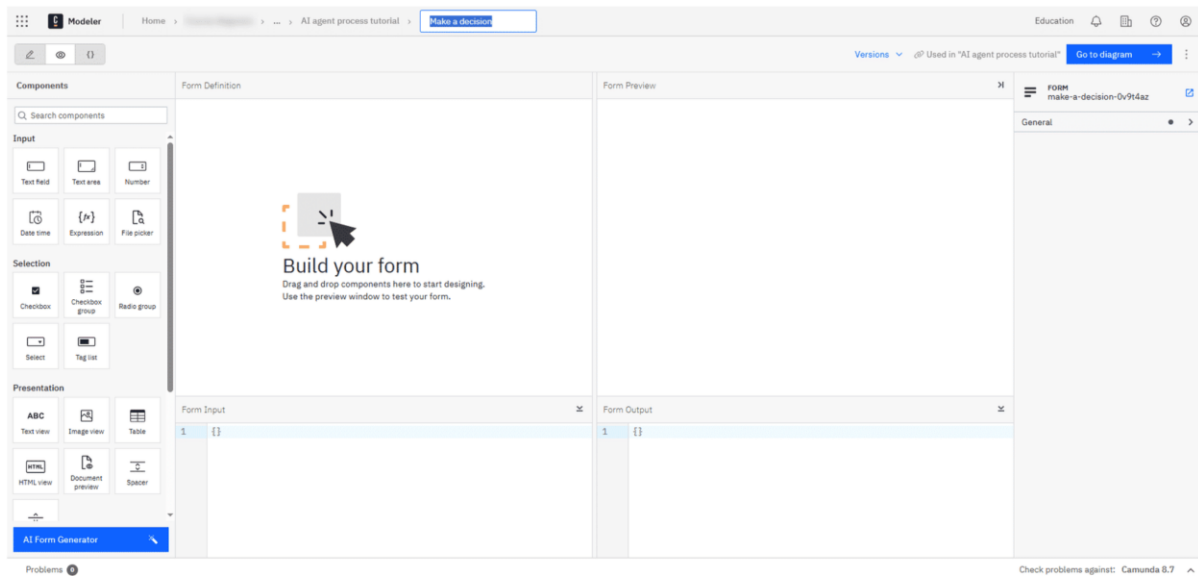 Modeler
Home > > ... > AI agent process tutorial > Make a decision
Education
{}
Versions
Used in "AI agent process tutorial"
Go to diagram
Components
Search components
Input
Text field
Text area
Number
Date time
{fx}
Expression
File picker
Selection
Checkbox
Checkbox group
Radio group
Select
Tag list
Presentation
ABC
Text view
Image view
Table
HTML
HTML view
Document preview
Spacer
AI Form Generator
Form Definition
Build your form
Drag and drop components here to start designing.
Use the preview window to test your form.
Form Preview
Form Input
1 {}
Form Output
1 {}
FORM
make-a-decision-0v9t4az
General
Problems 0
Check problems against: Camunda 8.7